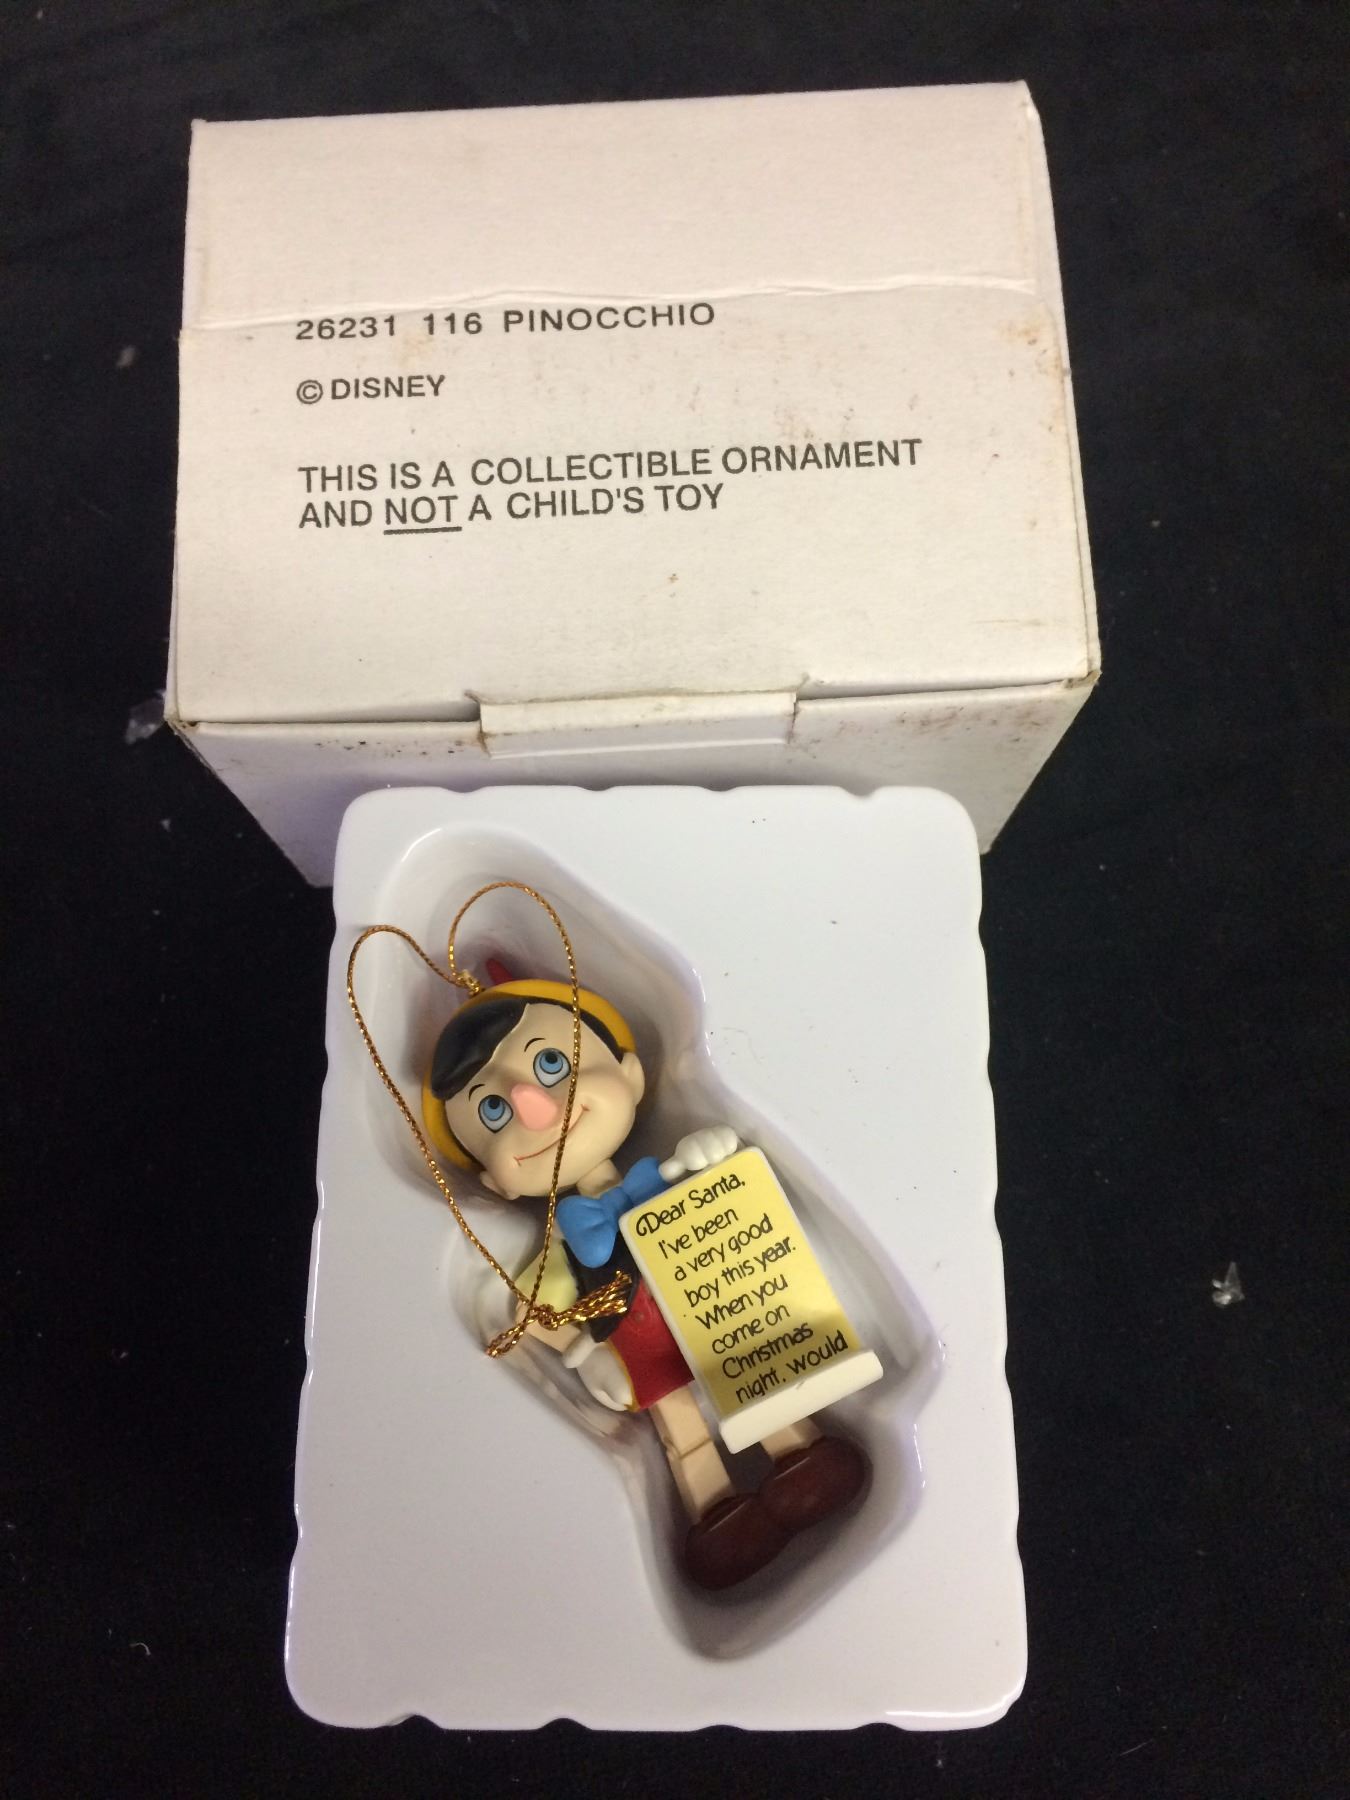 26231 116 PINOCCHIO
© DISNEY
THIS IS A COLLECTIBLE ORNAMENT
AND NOT A CHILD'S TOY
Dear Santa,
I've been
a very good
boy this year.
When you
come on
Christmas
night, would